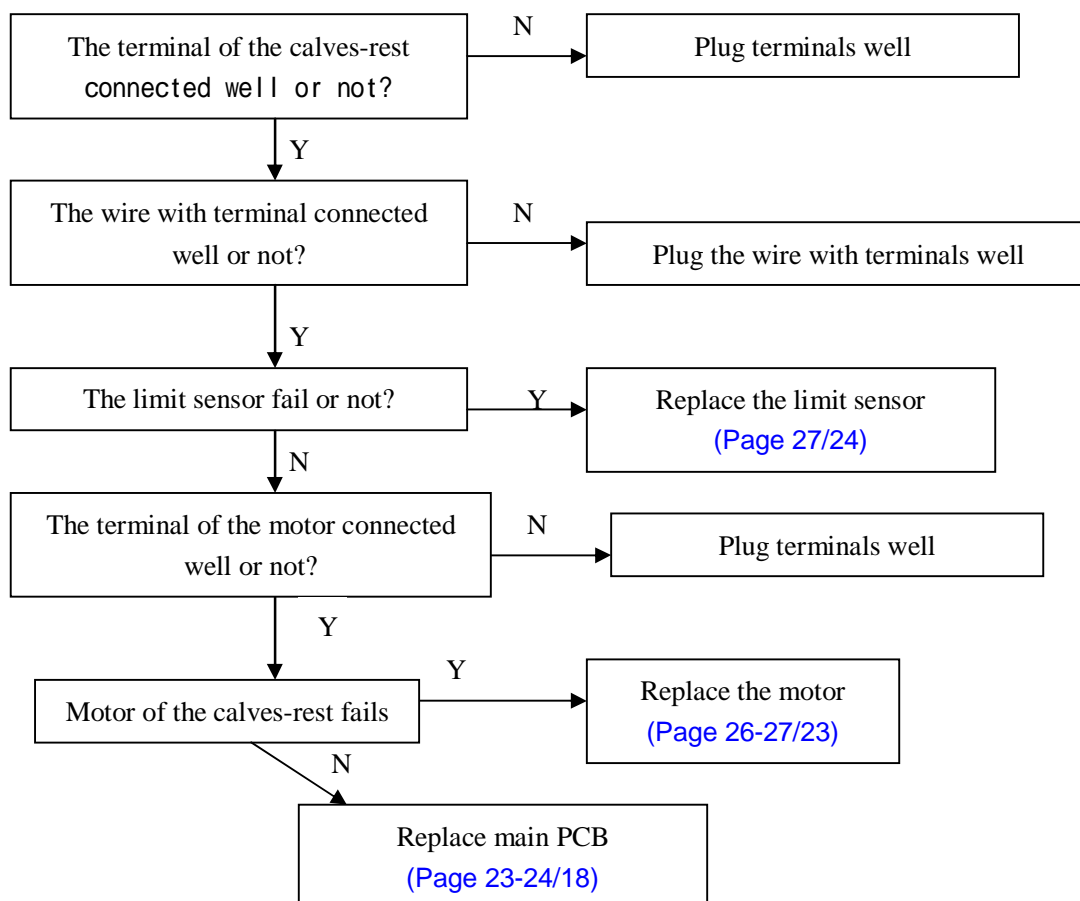 The terminal of the calves-rest
connected well or not?
N
Plug terminals well
Y
The wire with terminal connected
well or not?
N
Plug the wire with terminals well
Y
The limit sensor fail or not?
Y
Replace the limit sensor
(Page 27/24)
N
The terminal of the motor connected
well or not?
N
Plug terminals well
Y
Motor of the calves-rest fails
Y
Replace the motor
(Page 26-27/23)
N
Replace main PCB
(Page 23-24/18)